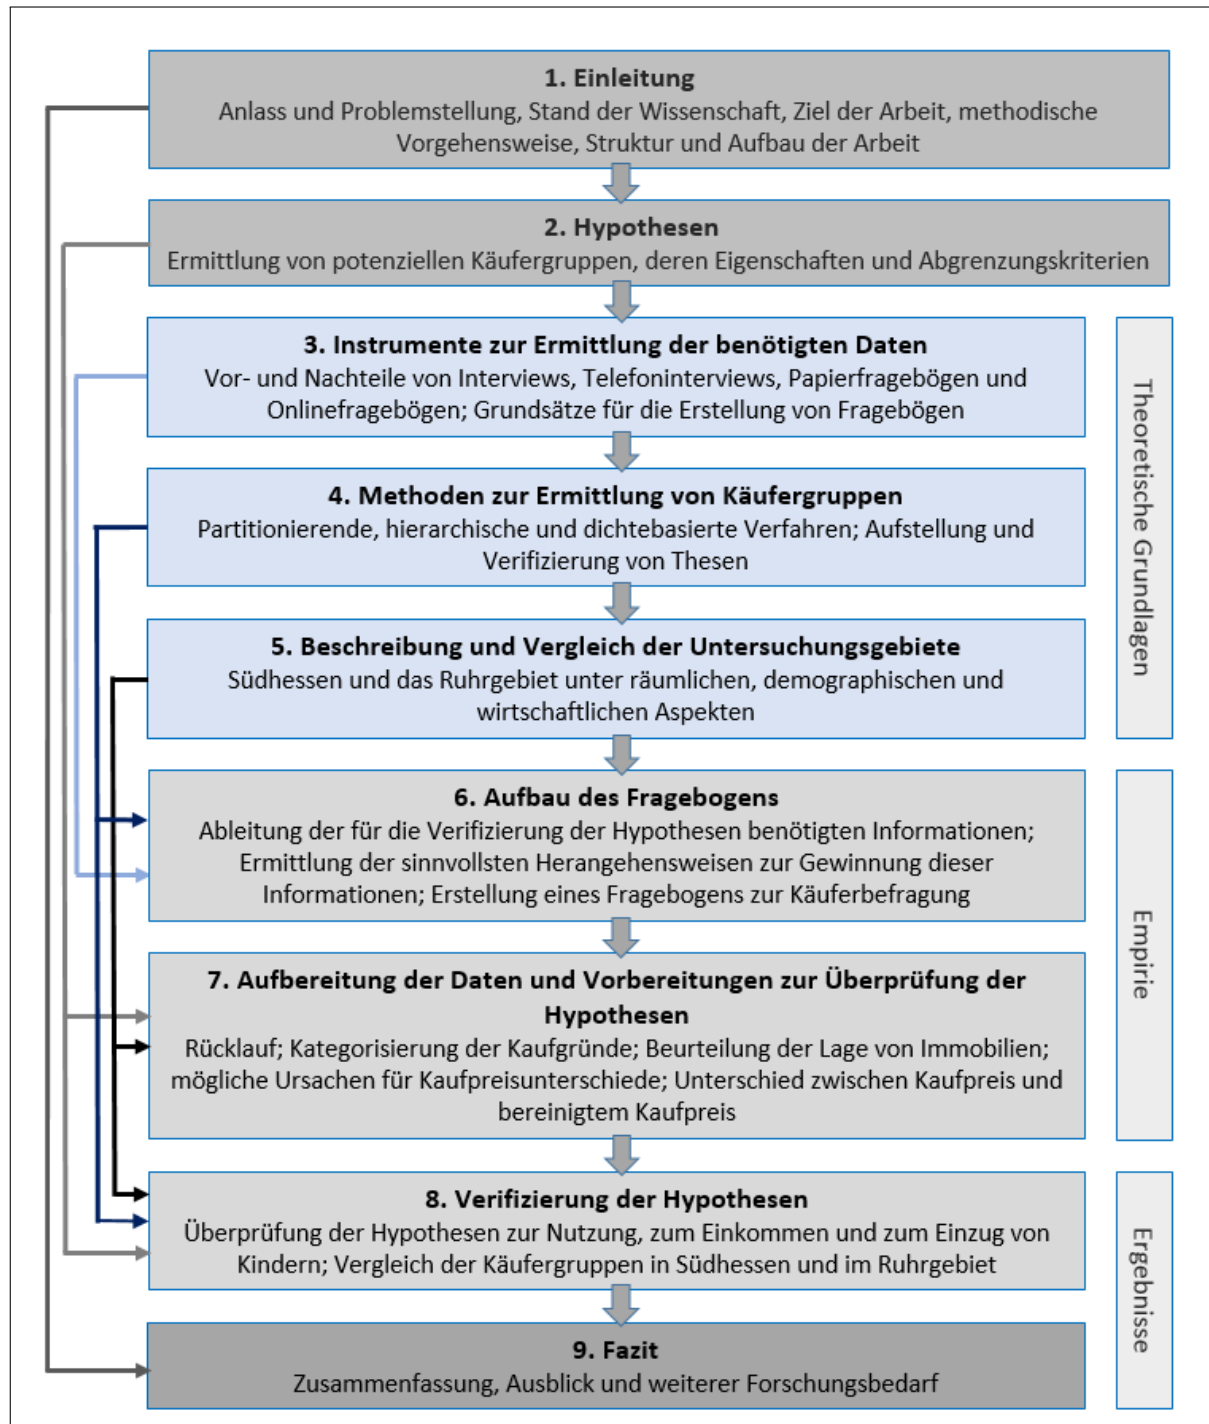 1. Einleitung
Anlass und Problemstellung, Stand der Wissenschaft, Ziel der Arbeit, methodische
Vorgehensweise, Struktur und Aufbau der Arbeit
2. Hypothesen
Ermittlung von potenziellen Käufergruppen, deren Eigenschaften und Abgrenzungskriterien
3. Instrumente zur Ermittlung der benötigten Daten
Vor- und Nachteile von Interviews, Telefoninterviews, Papierfragebögen und
Onlinefragebögen; Grundsätze für die Erstellung von Fragebögen
4. Methoden zur Ermittlung von Käufergruppen
Partitionierende, hierarchische und dichtebasierte Verfahren; Aufstellung und
Verifizierung von Thesen
5. Beschreibung und Vergleich der Untersuchungsgebiete
Südhessen und das Ruhrgebiet unter räumlichen, demographischen und
wirtschaftlichen Aspekten
Theoretische Grundlagen
6. Aufbau des Fragebogens
Ableitung der für die Verifizierung der Hypothesen benötigten Informationen;
Ermittlung der sinnvollsten Herangehensweisen zur Gewinnung dieser
Informationen; Erstellung eines Fragebogens zur Käuferbefragung
7. Aufbereitung der Daten und Vorbereitungen zur Überprüfung der
Hypothesen
Rücklauf; Kategorisierung der Kaufgründe; Beurteilung der Lage von Immobilien;
mögliche Ursachen für Kaufpreisunterschiede; Unterschied zwischen Kaufpreis und
bereinigtem Kaufpreis
Empirie
8. Verifizierung der Hypothesen
Überprüfung der Hypothesen zur Nutzung, zum Einkommen und zum Einzug von
Kindern; Vergleich der Käufergruppen in Südhessen und im Ruhrgebiet
9. Fazit
Zusammenfassung, Ausblick und weiterer Forschungsbedarf
Ergebnisse